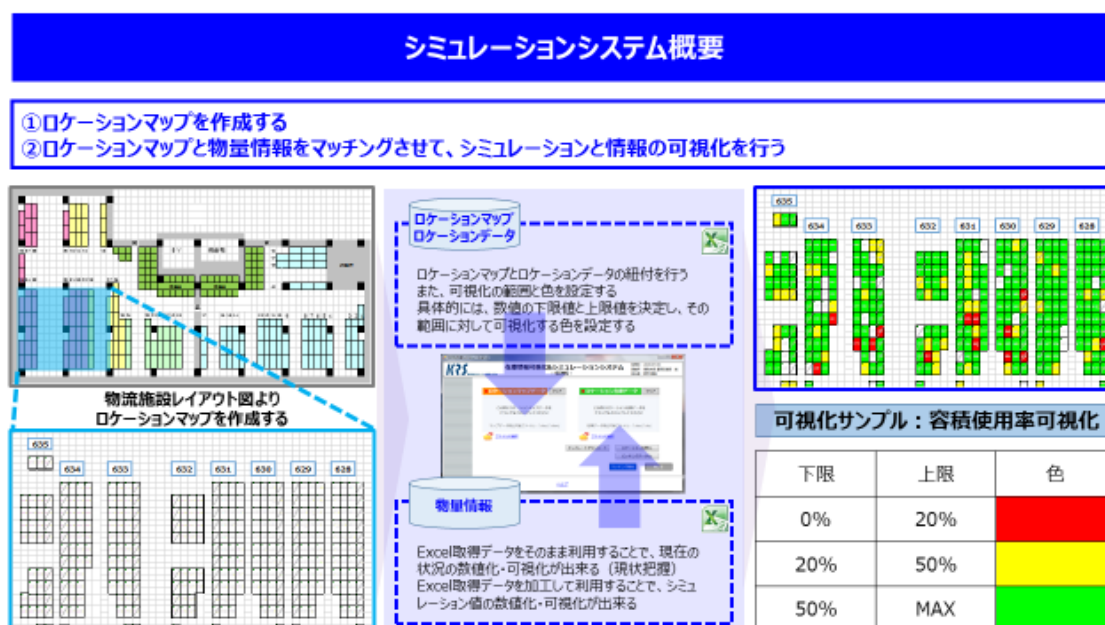 シミュレーションシステム概要
①ロケーションマップを作成する
②ロケーションマップと物量情報をマッチングさせて、シミュレーションと情報の可視化を行う
物流施設レイアウト図より
ロケーションマップを作成する
635
634 633 632 631 630 629 628
ロケーションマップ
ロケーションデータ
ロケーションマップとロケーションデータの紐付を行う
また、可視化の範囲と色を設定する
具体的には、数値の下限値と上限値を決定し、その
範囲に対して可視化する色を設定する
KRS
物量情報
Excel取得データをそのまま利用することで、現在の
状況の数値化・可視化が出来る（現状把握）
Excel取得データを加工して利用することで、シミュ
レーション値の数値化・可視化が出来る
635
634 633 632 631 630 629 628
可視化サンプル：容積使用率可視化
下限 上限 色
0% 20%
20% 50%
50% MAX